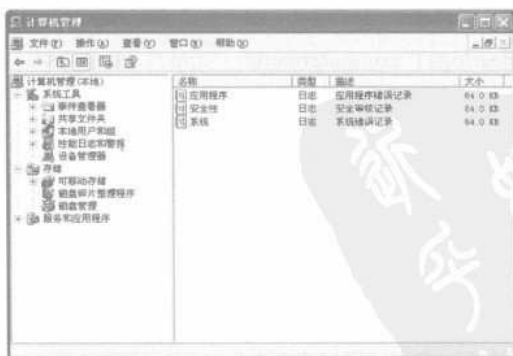 计算机管理
文件(F) 操作(A) 查看(V) 窗口(W) 帮助(H)
计算机管理(本地)
系统工具
事件查看器
共享文件夹
本地用户和组
性能日志和警报
设备管理器
存储
可移动存储
磁盘碎片整理程序
磁盘管理
服务和应用程序
名称 类型 描述 大小
应用程序 日志 应用程序错误记录 64.0 KB
安全性 日志 安全审核记录 64.0 KB
系统 日志 系统错误记录 64.0 KB